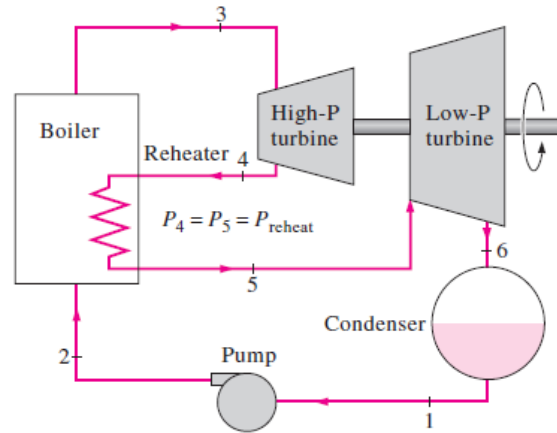 3
High-P
turbine
Low-P
turbine
Boiler
Reheater
4
P4 = P5 = Preheat
5
6
Condenser
2
Pump
1